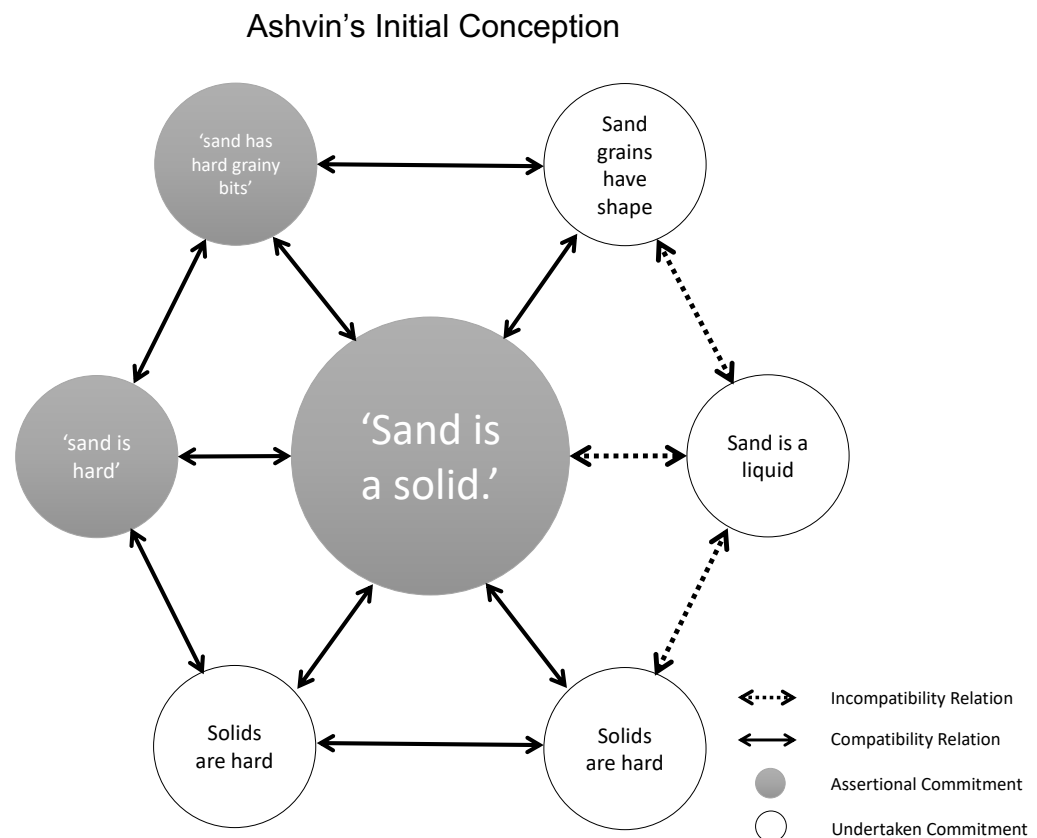 Ashvin's Initial Conception
'sand has
hard grainy
bits'
Sand
grains
have
shape
'sand is
hard'
'Sand is
a solid.'
Sand is a
liquid
Solids
are hard
Solids
are hard
Incompatibility Relation
Compatibility Relation
Assertional Commitment
Undertaken Commitment